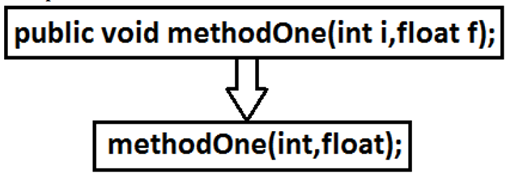 public void methodOne(int i,float f);
methodOne(int,float);